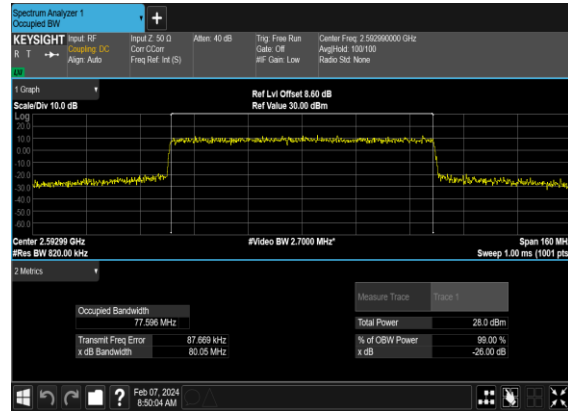 Spectrum Analyzer 1
Occupied BW
+
KEYSIGHT Input: RF Input Z: 50 Ω Atten: 40 dB Trig: Free Run Center Freq: 2.592990000 GHz
R T Coupling: DC Corr CCorr Gate: Off Avg|Hold: 100/100
Align: Auto Freq Ref: Int (S) #IF Gain: Low Radio Std: None
1 Graph
Ref Lvl Offset 8.60 dB
Scale/Div 10.0 dB Ref Value 30.00 dBm
Log
20.0
10.0
0.00
-10.0
-20.0
-30.0
-40.0
-50.0
-60.0
Center 2.59299 GHz #Video BW 2.7000 MHz* Span 160 MH
#Res BW 820.00 kHz Sweep 1.00 ms (1001 pts
2 Metrics
Measure Trace Trace 1
Occupied Bandwidth
77.596 MHz Total Power 28.0 dBm
Transmit Freq Error 87.669 kHz % of OBW Power 99.00 %
x dB Bandwidth 80.05 MHz x dB -26.00 dB
? Feb 07, 2024
8:50:04 AM